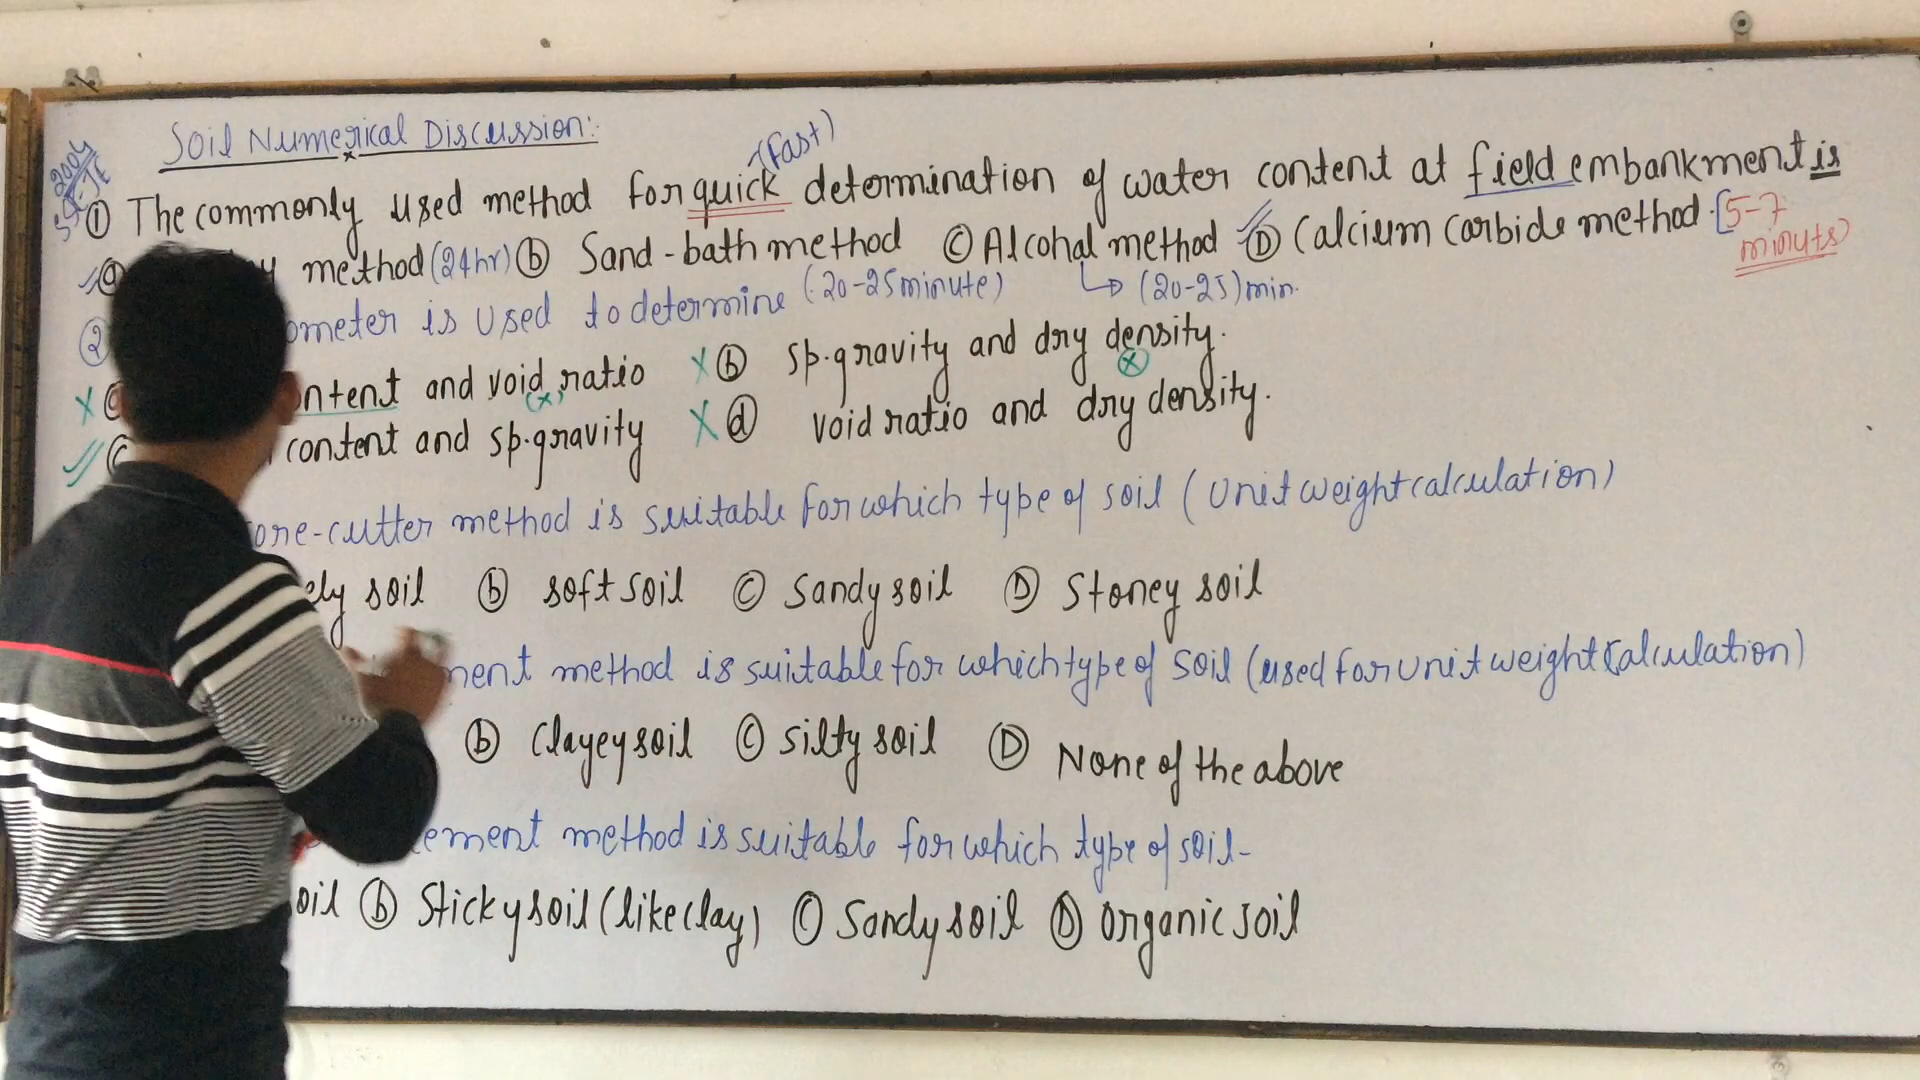 Soil Numerical Discussion:
2004
SSC-JE
(Fast)
① The commonly used method for quick determination of water content at field embankment is
method (24hr) ⓑ Sand-bath method ⓒ Alcohal method Ⓓ Calcium Carbide method. [5-7 minuts)
② ometer is used to determine (20-25 minute) ↳ (20-25) min.
X ntent and void ratio (x) X ⓑ sp. gravity and dry density. ⓧ
content and sp. gravity X ⓓ void ratio and dry density.
ore-cutter method is suitable for which type of soil (Unit weight calculation)
ely soil ⓑ soft soil ⓒ Sandy soil Ⓓ Stoney soil
ment method is suitable for which type of soil (used for unit weight Calculation)
ⓑ Clayey soil ⓒ Silty soil Ⓓ None of the above
ement method is suitable for which type of soil-
oil ⓑ Sticky soil (like clay) ⓒ Sandy soil Ⓓ Organic soil